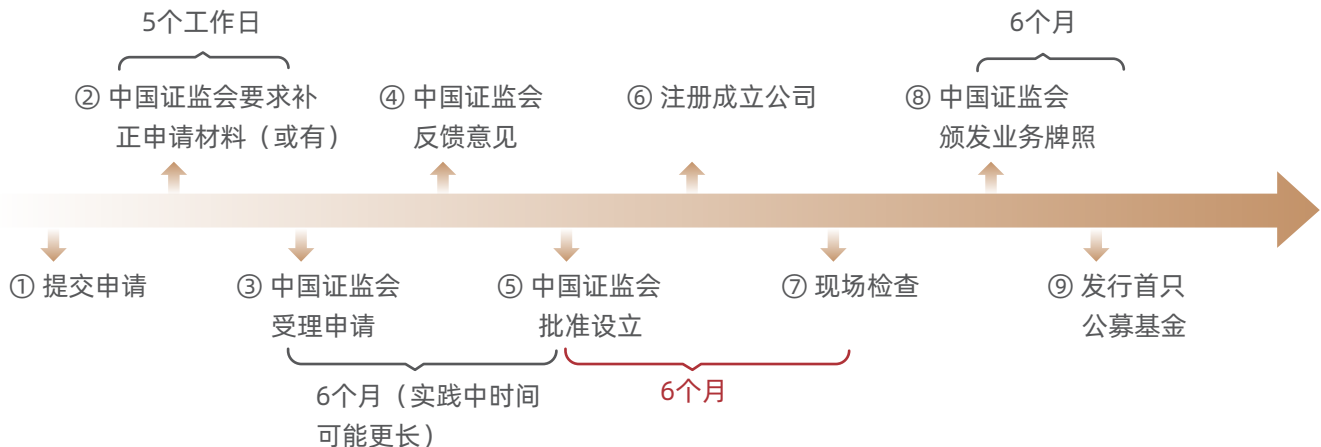 5个工作日
6个月
② 中国证监会要求补
正申请材料（或有）
④ 中国证监会
反馈意见
⑥ 注册成立公司
⑧ 中国证监会
颁发业务牌照
① 提交申请
③ 中国证监会
受理申请
⑤ 中国证监会
批准设立
⑦ 现场检查
⑨ 发行首只
公募基金
6个月（实践中时间
可能更长）
6个月